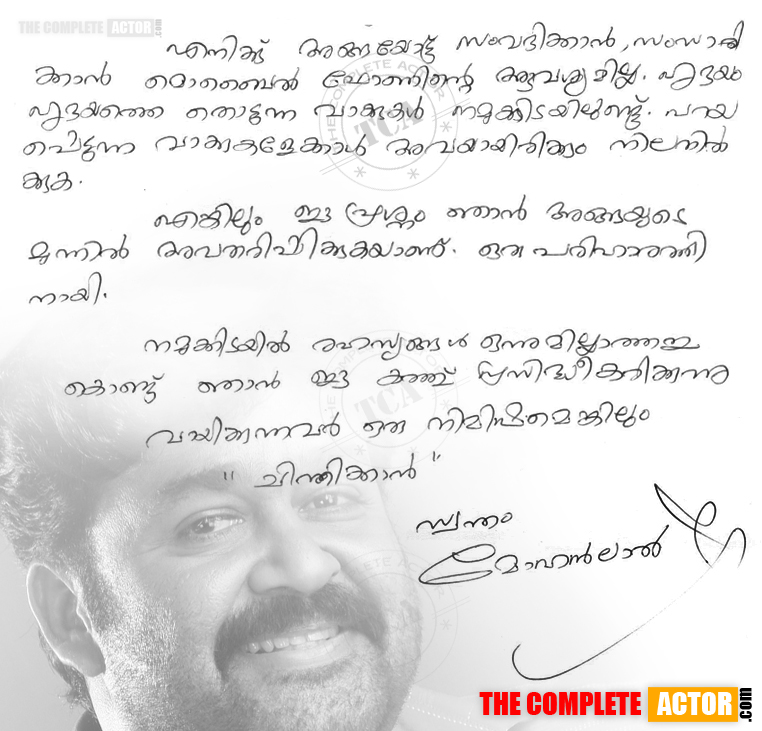 THE COMPLETE ACTOR.com
എനിക്കു അങ്ങയോടു സംവദിക്കാൻ, സംസാരി
ക്കാൻ മൊബൈൽ ഫോണിന്റെ ആവശ്യമില്ല. ഹൃദയം
ഹൃദയത്തെ തൊടുന്ന വാക്കുകൾ നമുക്കിടയിലുണ്ട്. പറയ
പ്പെടുന്ന വാക്കുകളേക്കാൾ അവയായിരിക്കും നിലനിൽ
ക്കുക.
എങ്കിലും ഈ പ്രശ്നം ഞാൻ അങ്ങയുടെ
മുന്നിൽ അവതരിപ്പിക്കുകയാണ്. ഒരു പരിഹാരത്തി
നായി.
നമുക്കിടയിൽ രഹസ്യങ്ങൾ ഒന്നുമില്ലാത്തതു
കൊണ്ട് ഞാൻ ഈ കത്ത് പ്രസിദ്ധീകരിക്കുന്നു
വായിക്കുന്നവർ ഒരു നിമിഷമെങ്കിലും
" ചിന്തിക്കാൻ "
സ്വന്തം
മോഹൻലാൽ
THE COMPLETE ACTOR.com